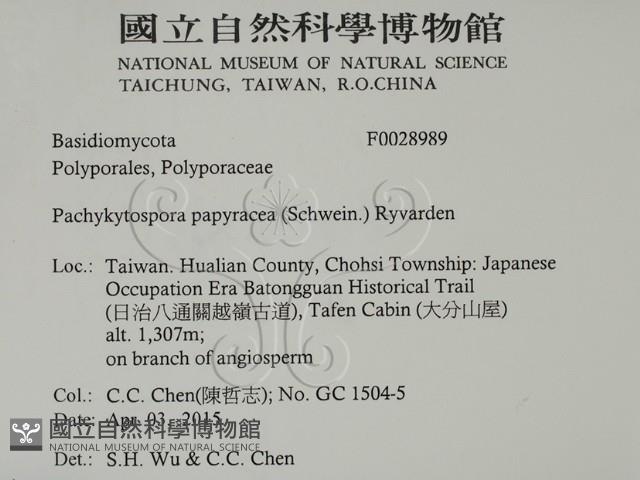 國立自然科學博物館
NATIONAL MUSEUM OF NATURAL SCIENCE
TAICHUNG, TAIWAN, R.O.CHINA
Basidiomycota F0028989
Polyporales, Polyporaceae
Pachykytospora papyracea (Schwein.) Ryvarden
Loc.: Taiwan. Hualian County, Chohsi Township: Japanese
Occupation Era Batongguan Historical Trail
(日治八通關越嶺古道), Tafen Cabin (大分山屋)
alt. 1,307m;
on branch of angiosperm
Col.: C.C. Chen(陳哲志); No. GC 1504-5
Date: Apr. 03, 2015
國立自然科學博物館
NATIONAL MUSEUM OF NATURAL SCIENCE
Det.: S.H. Wu & C.C. Chen